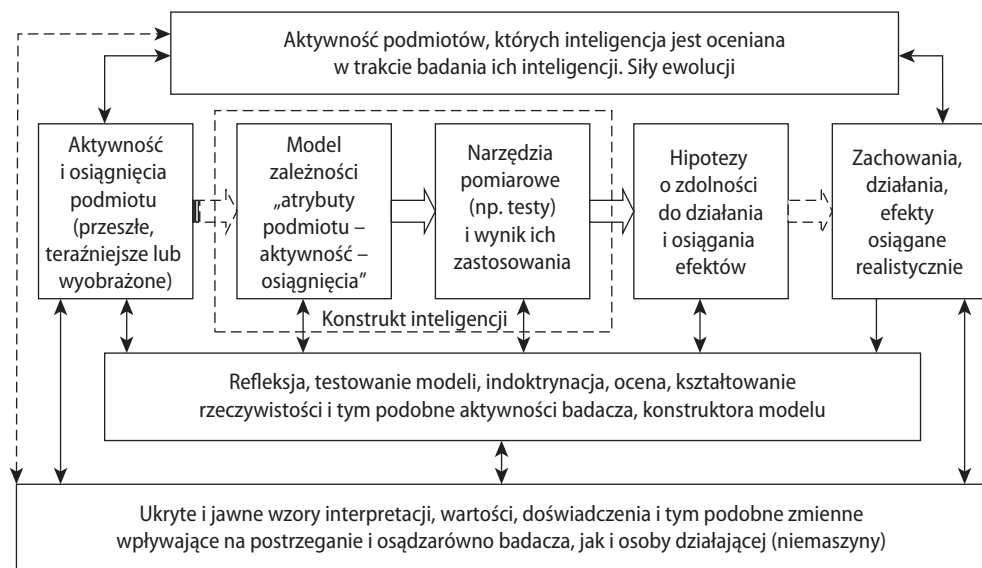 Aktywność podmiotów, których inteligencja jest oceniana
w trakcie badania ich inteligencji. Siły ewolucji
Aktywność
i osiągnięcia
podmiotu
(przeszłe,
teraźniejsze lub
wyobrażone)
Model
zależności
„atrybuty
podmiotu –
aktywność –
osiągnięcia”
Narzędzia
pomiarowe
(np. testy)
i wynik ich
zastosowania
Hipotezy
o zdolności
do działania
i osiągania
efektów
Zachowania,
działania,
efekty
osiągane
realistycznie
Konstrukt inteligencji
Refleksja, testowanie modeli, indoktrynacja, ocena, kształtowanie
rzeczywistości i tym podobne aktywności badacza, konstruktora modelu
Ukryte i jawne wzory interpretacji, wartości, doświadczenia i tym podobne zmienne
wpływające na postrzeganie i osądzarówno badacza, jak i osoby działającej (niemaszyny)